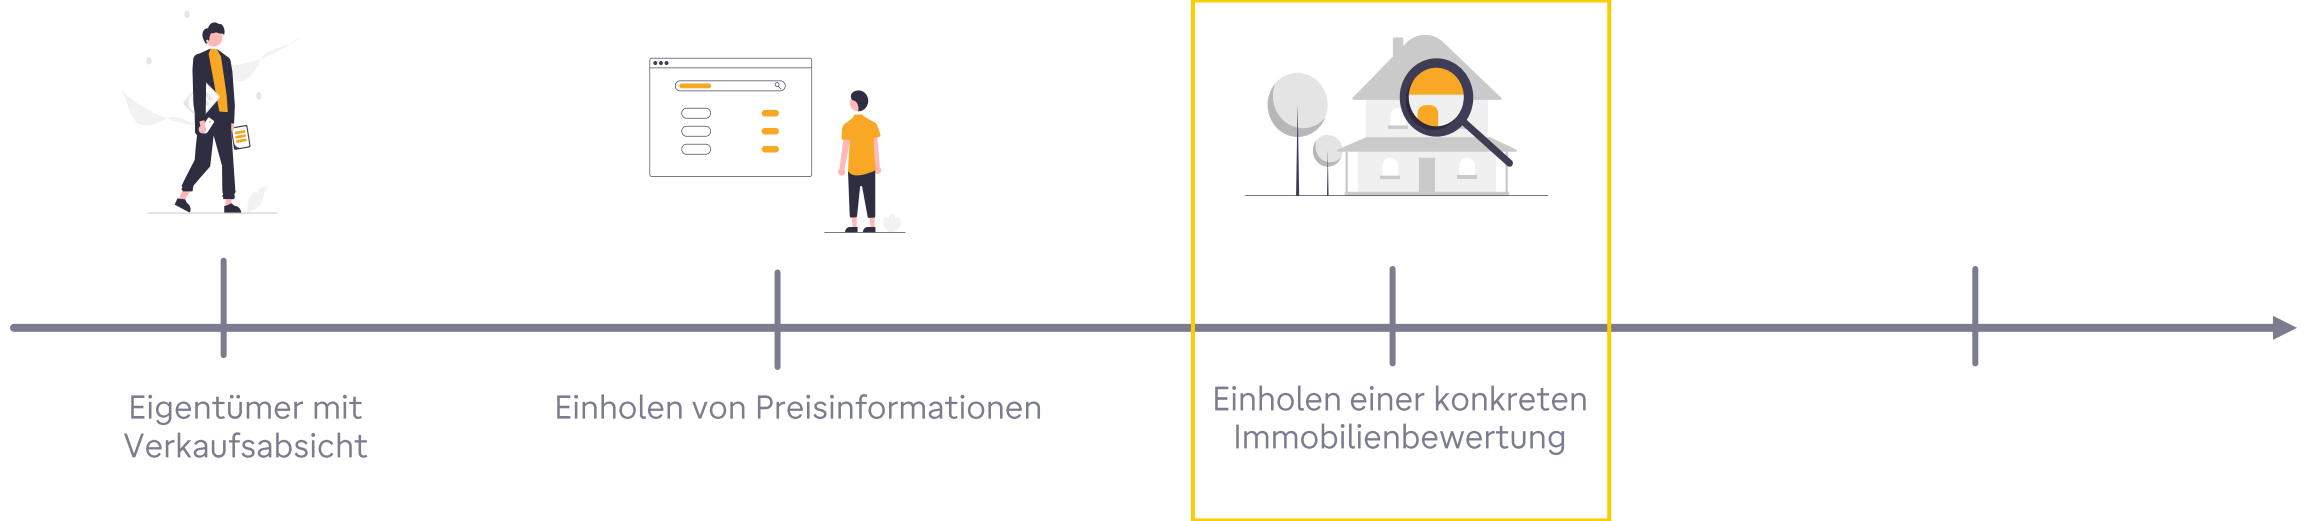 Eigentümer mit
Verkaufsabsicht
Einholen von Preisinformationen
Einholen einer konkreten
Immobilienbewertung